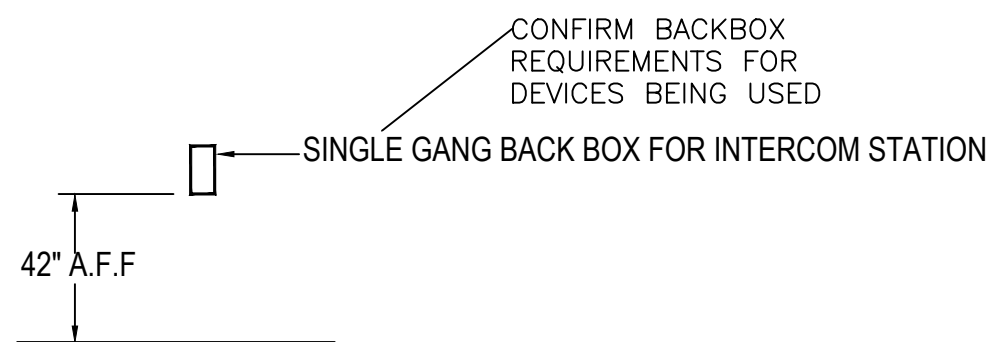 CONFIRM BACKBOX
REQUIREMENTS FOR
DEVICES BEING USED
SINGLE GANG BACK BOX FOR INTERCOM STATION
42" A.F.F